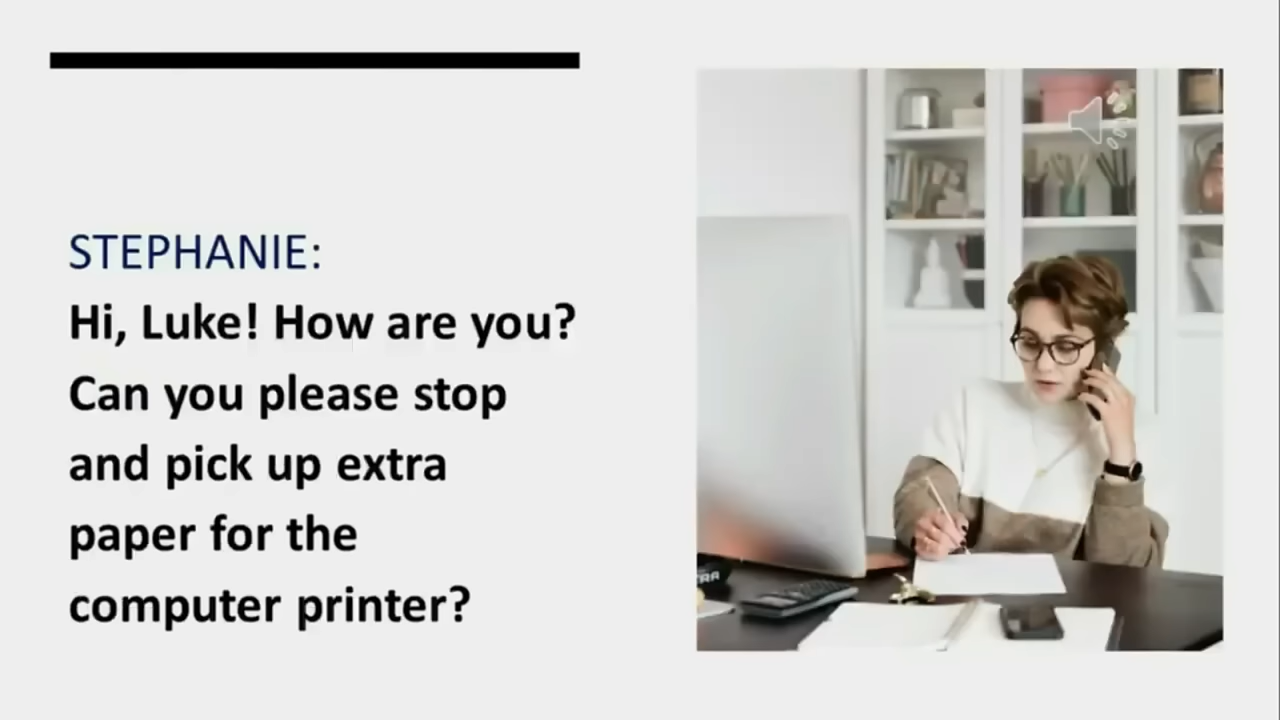 STEPHANIE:
Hi, Luke! How are you?
Can you please stop
and pick up extra
paper for the
computer printer?